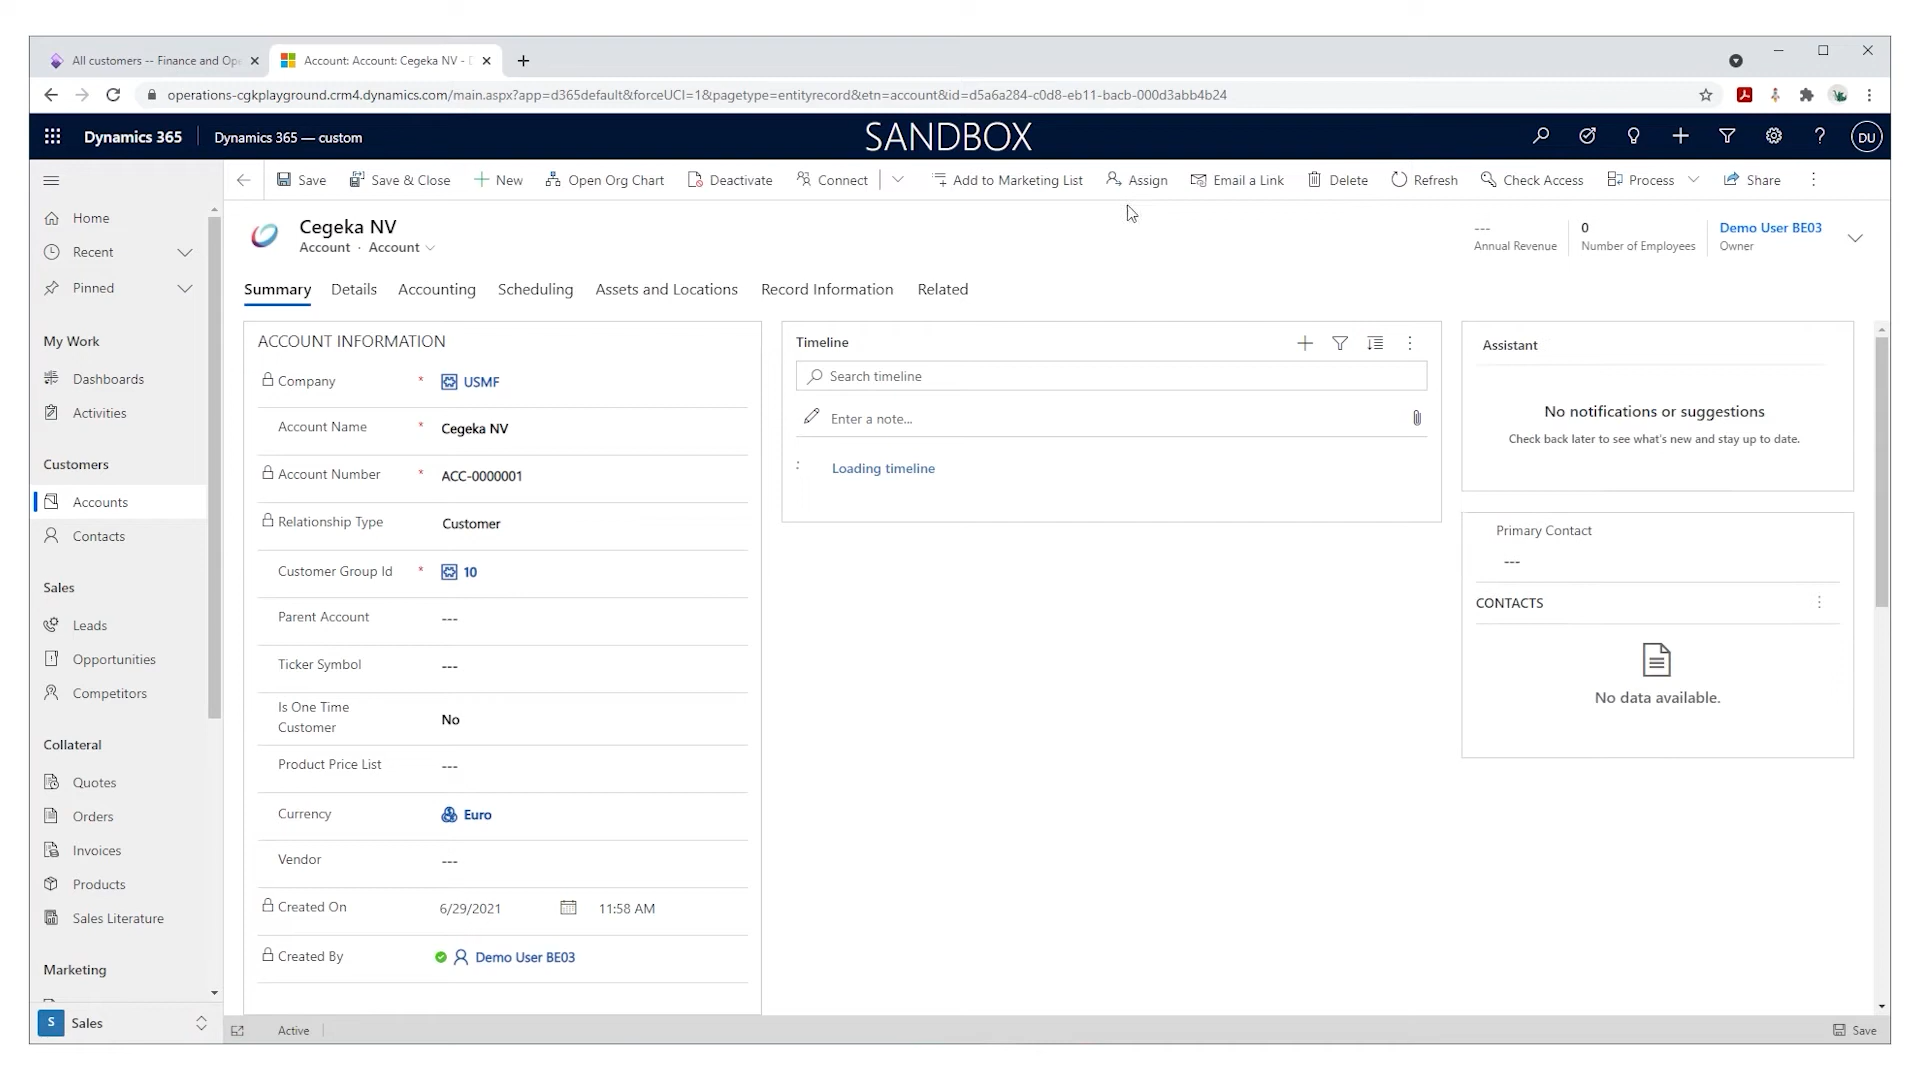 All customers -- Finance and Ope
Account: Account: Cegeka NV -
operations-cgkplayground.crm4.dynamics.com/main.aspx?app=d365default&forceUCI=1&pagetype=entityrecord&etn=account&id=d5a6a284-c0d8-eb11-bacb-000d3abb4b24
Dynamics 365
Dynamics 365 — custom
SANDBOX
DU
Save
Save & Close
New
Open Org Chart
Deactivate
Connect
Add to Marketing List
Assign
Email a Link
Delete
Refresh
Check Access
Process
Share
Home
Recent
Pinned
My Work
Dashboards
Activities
Customers
Accounts
Contacts
Sales
Leads
Opportunities
Competitors
Collateral
Quotes
Orders
Invoices
Products
Sales Literature
Marketing
S Sales
Cegeka NV
Account · Account
---
Annual Revenue
0
Number of Employees
Demo User BE03
Owner
Summary
Details
Accounting
Scheduling
Assets and Locations
Record Information
Related
ACCOUNT INFORMATION
Company * USMF
Account Name * Cegeka NV
Account Number * ACC-0000001
Relationship Type Customer
Customer Group Id * 10
Parent Account ---
Ticker Symbol ---
Is One Time
Customer
No
Product Price List ---
Currency Euro
Vendor ---
Created On 6/29/2021 11:58 AM
Created By Demo User BE03
Timeline
Search timeline
Enter a note...
Loading timeline
Assistant
No notifications or suggestions
Check back later to see what's new and stay up to date.
Primary Contact
---
CONTACTS
No data available.
Active
Save